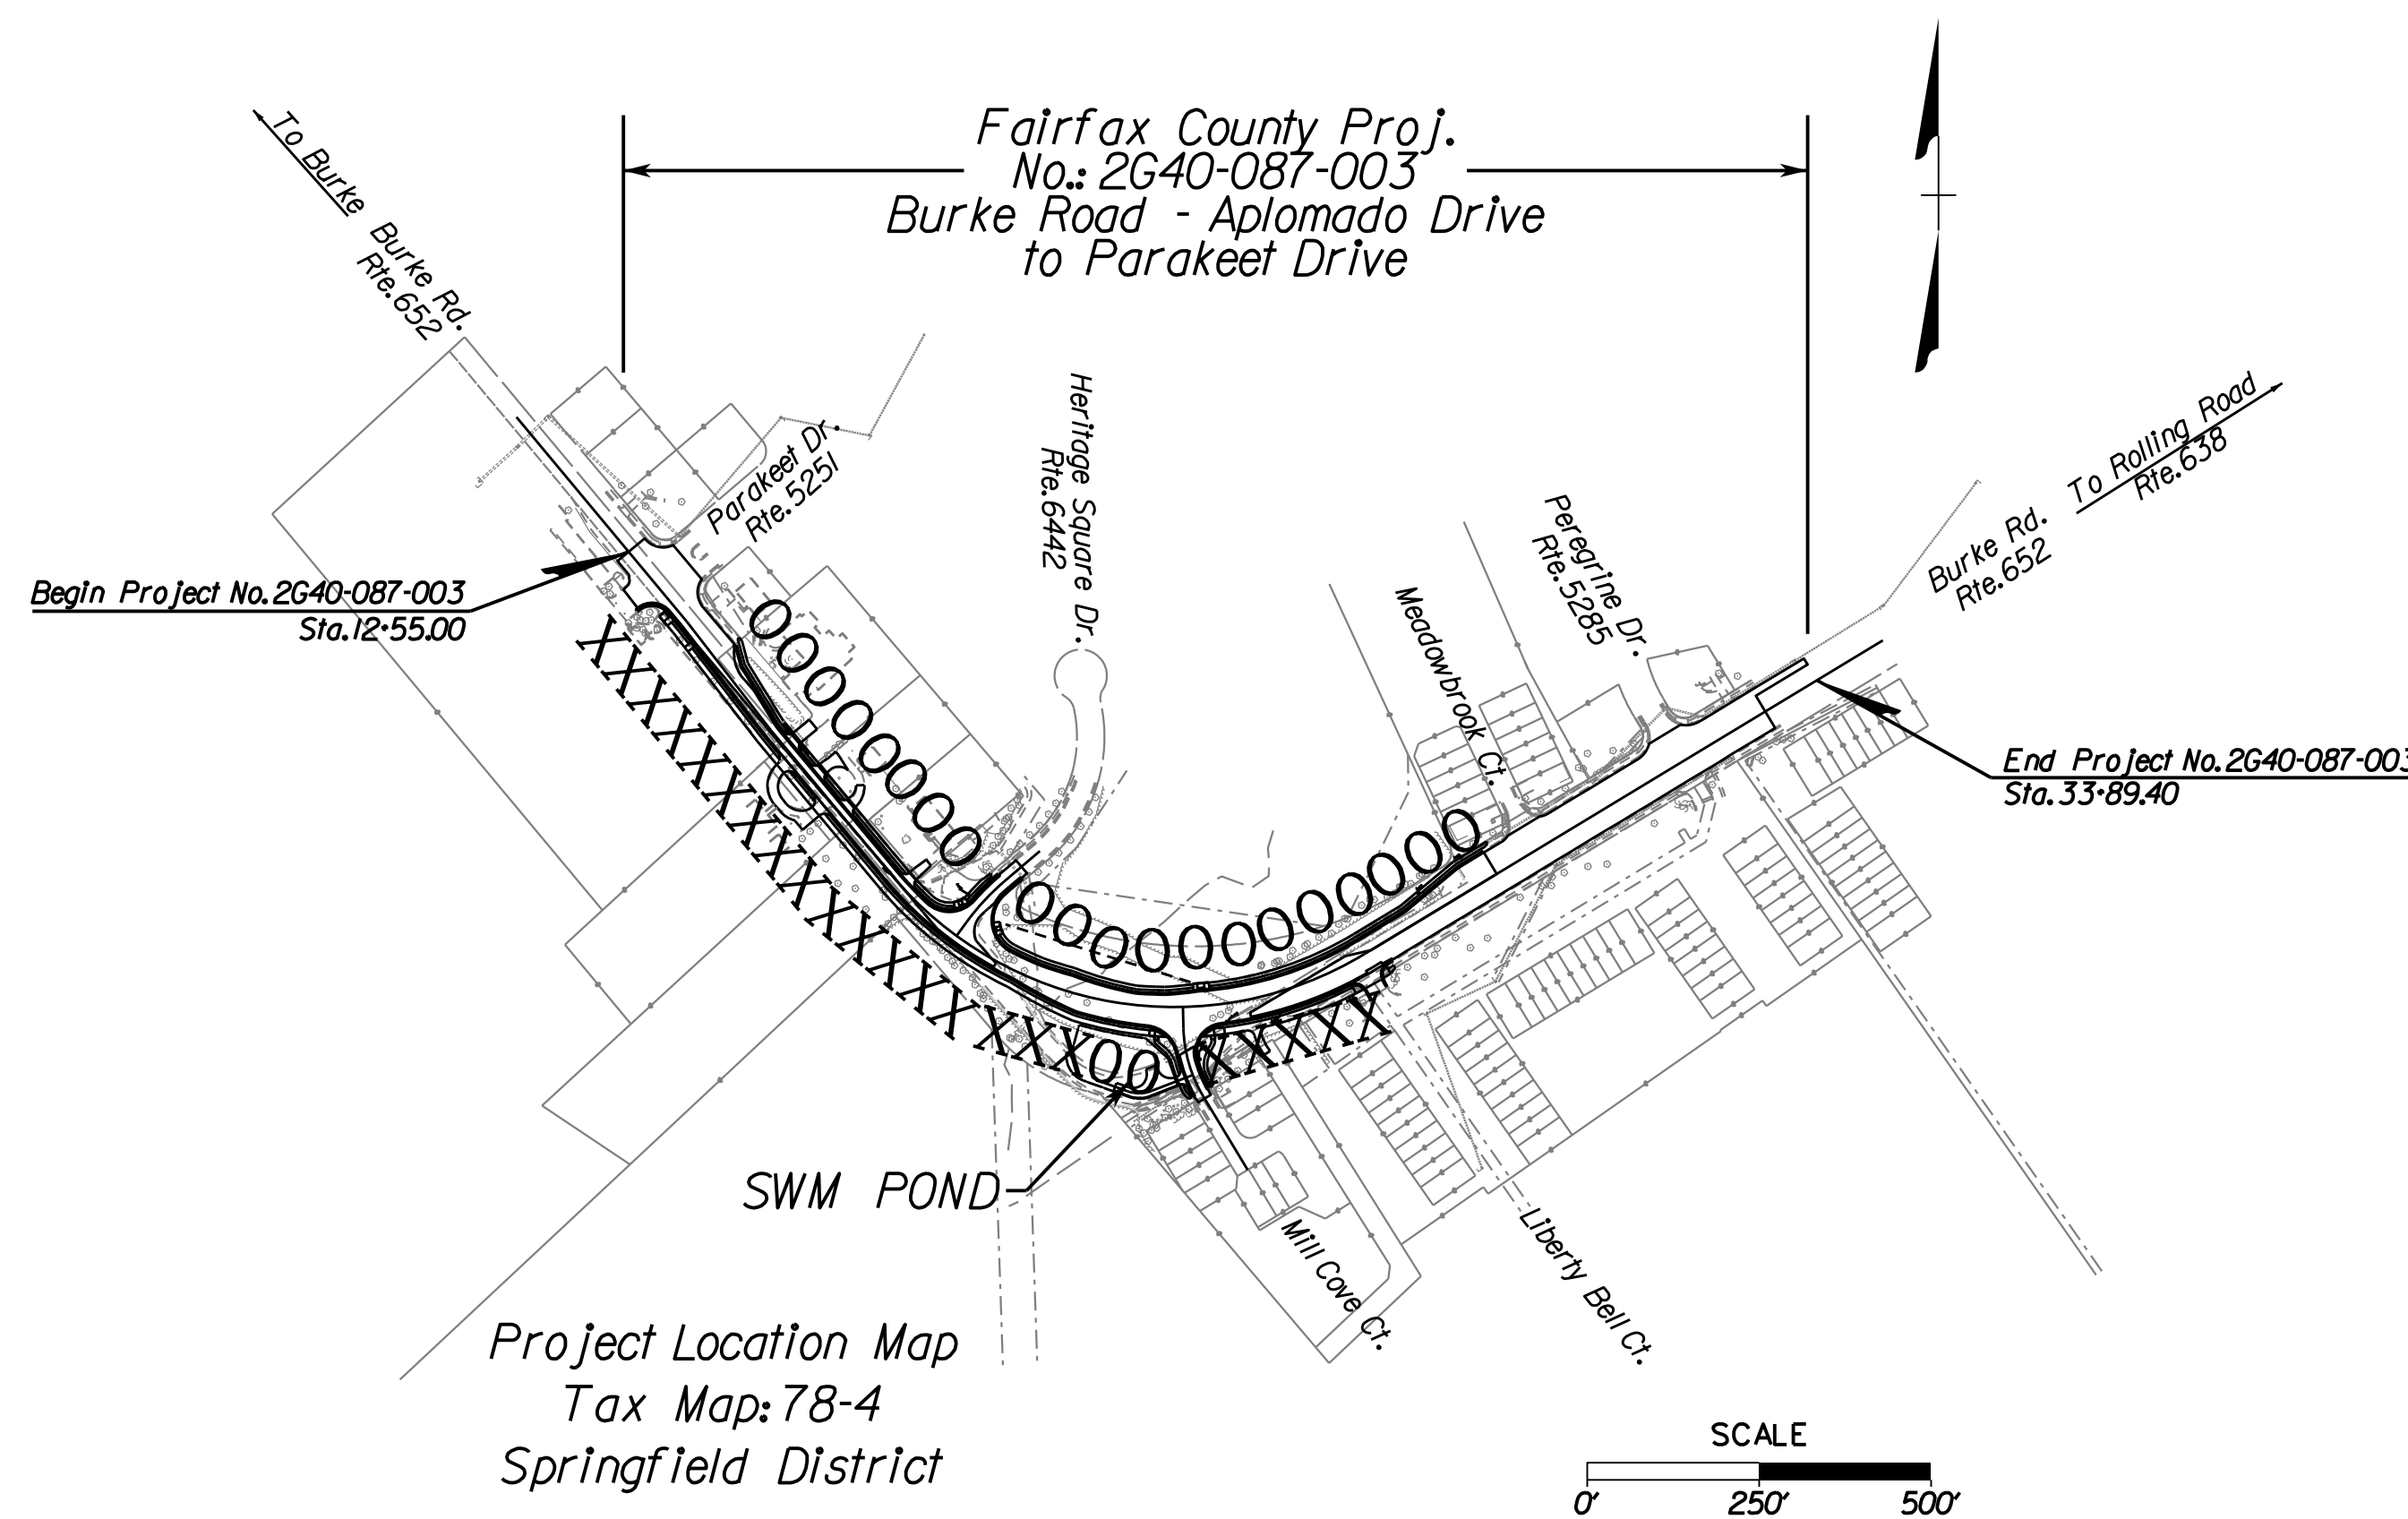 Fairfax County Proj.
No.: 2G40-087-003
Burke Road - Aplomado Drive
to Parakeet Drive
To Burke
Burke Rd.
Rte. 652
Parakeet Dr.
Rte. 5251
Heritage Square Dr.
Rte. 6442
Meadowbrook Ct.
Peregrine Dr.
Rte. 5285
Burke Rd.
Rte. 652
To Rolling Road
Rte. 638
Begin Project No. 2G40-087-003
Sta. 12+55.00
End Project No. 2G40-087-003
Sta. 33+89.40
OOOOOOOO
OOOOOOOOOOOO
XXXXXXXXXXXXXXXOO
XXXXX
SWM POND
Mill Cove Ct.
Liberty Bell Ct.
Project Location Map
Tax Map: 78-4
Springfield District
SCALE
0' 250' 500'